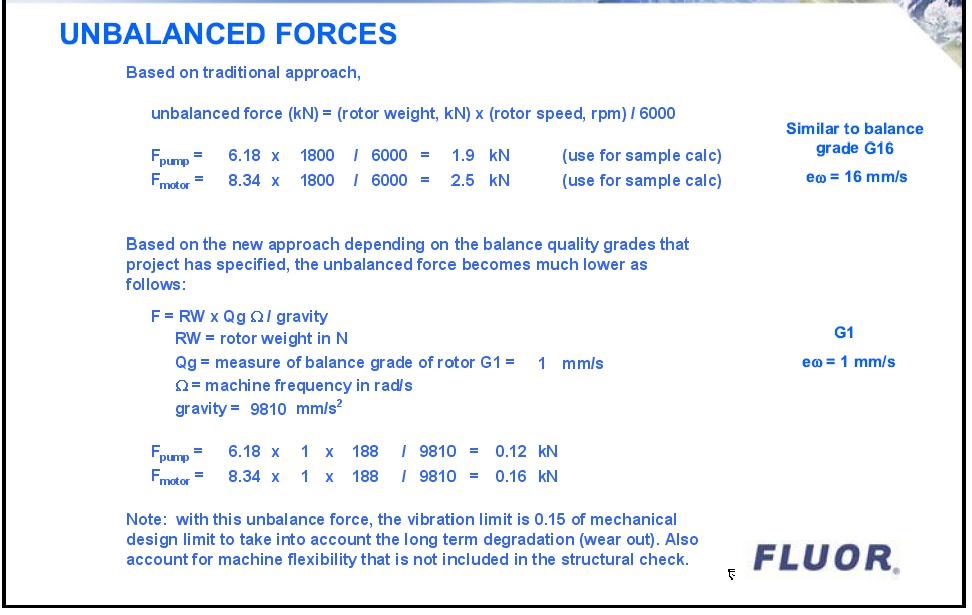 UNBALANCED FORCES
Based on traditional approach,
unbalanced force (kN) = (rotor weight, kN) x (rotor speed, rpm) / 6000
Fpump = 6.18 x 1800 / 6000 = 1.9 kN (use for sample calc)
Fmotor = 8.34 x 1800 / 6000 = 2.5 kN (use for sample calc)
Similar to balance
grade G16
eω = 16 mm/s
Based on the new approach depending on the balance quality grades that
project has specified, the unbalanced force becomes much lower as
follows:
F = RW x Qg Ω / gravity
RW = rotor weight in N
Qg = measure of balance grade of rotor G1 = 1 mm/s
Ω = machine frequency in rad/s
gravity = 9810 mm/s²
G1
eω = 1 mm/s
Fpump = 6.18 x 1 x 188 / 9810 = 0.12 kN
Fmotor = 8.34 x 1 x 188 / 9810 = 0.16 kN
Note: with this unbalance force, the vibration limit is 0.15 of mechanical
design limit to take into account the long term degradation (wear out). Also
account for machine flexibility that is not included in the structural check.
FLUOR®